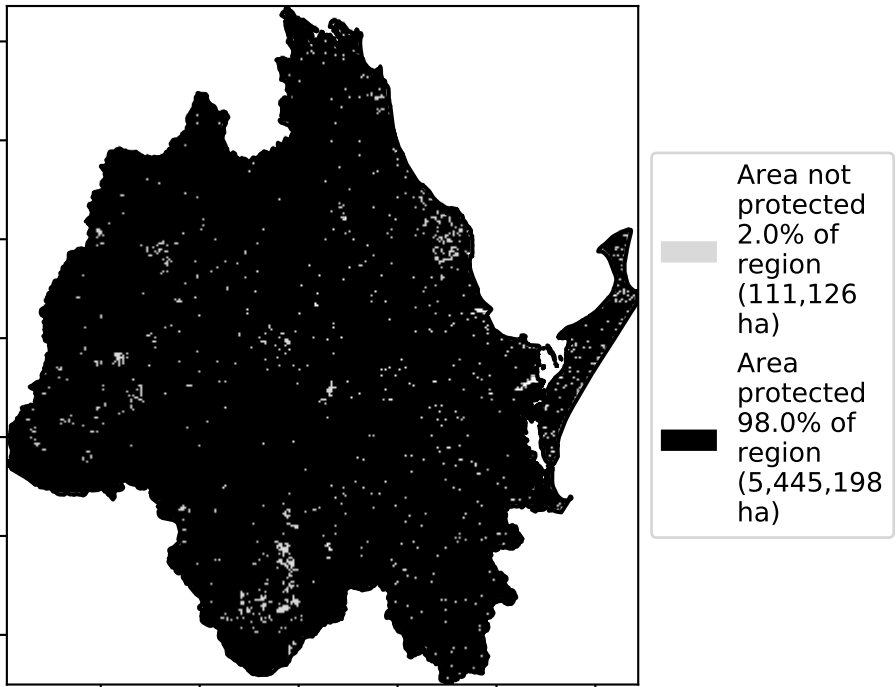 Area not
protected
2.0% of
region
(111,126
ha)
Area
protected
98.0% of
region
(5,445,198
ha)